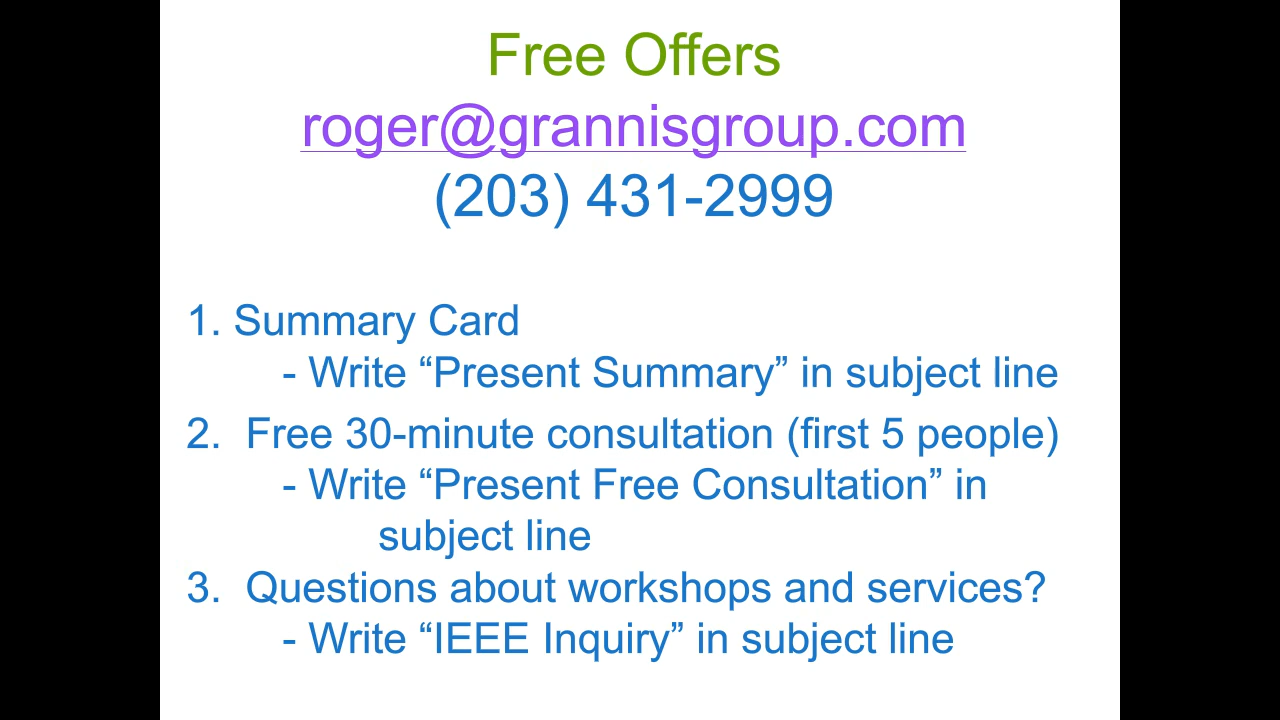 Free Offers
roger@grannisgroup.com
(203) 431-2999
1. Summary Card
- Write “Present Summary” in subject line
2. Free 30-minute consultation (first 5 people)
- Write “Present Free Consultation” in
subject line
3. Questions about workshops and services?
- Write “IEEE Inquiry” in subject line